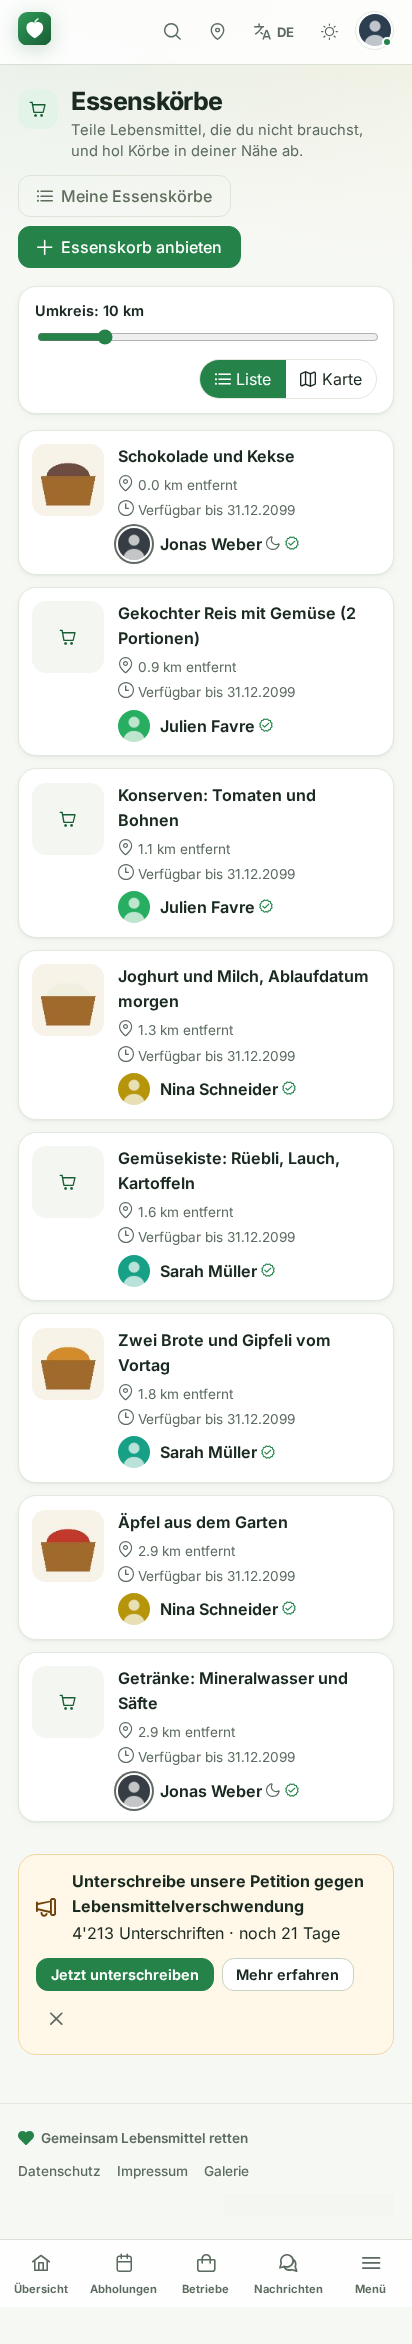 DE
Essenskörbe
Teile Lebensmittel, die du nicht brauchst,
und hol Körbe in deiner Nähe ab.
Meine Essenskörbe
Essenskorb anbieten
Umkreis: 10 km
Liste
Karte
Schokolade und Kekse
0.0 km entfernt
Verfügbar bis 31.12.2099
Jonas Weber
Gekochter Reis mit Gemüse (2
Portionen)
0.9 km entfernt
Verfügbar bis 31.12.2099
Julien Favre
Konserven: Tomaten und
Bohnen
1.1 km entfernt
Verfügbar bis 31.12.2099
Julien Favre
Joghurt und Milch, Ablaufdatum
morgen
1.3 km entfernt
Verfügbar bis 31.12.2099
Nina Schneider
Gemüsekiste: Rüebli, Lauch,
Kartoffeln
1.6 km entfernt
Verfügbar bis 31.12.2099
Sarah Müller
Zwei Brote und Gipfeli vom
Vortag
1.8 km entfernt
Verfügbar bis 31.12.2099
Sarah Müller
Äpfel aus dem Garten
2.9 km entfernt
Verfügbar bis 31.12.2099
Nina Schneider
Getränke: Mineralwasser und
Säfte
2.9 km entfernt
Verfügbar bis 31.12.2099
Jonas Weber
Unterschreibe unsere Petition gegen
Lebensmittelverschwendung
4'213 Unterschriften · noch 21 Tage
Jetzt unterschreiben
Mehr erfahren
Gemeinsam Lebensmittel retten
Datenschutz Impressum Galerie
Übersicht Abholungen Betriebe Nachrichten Menü